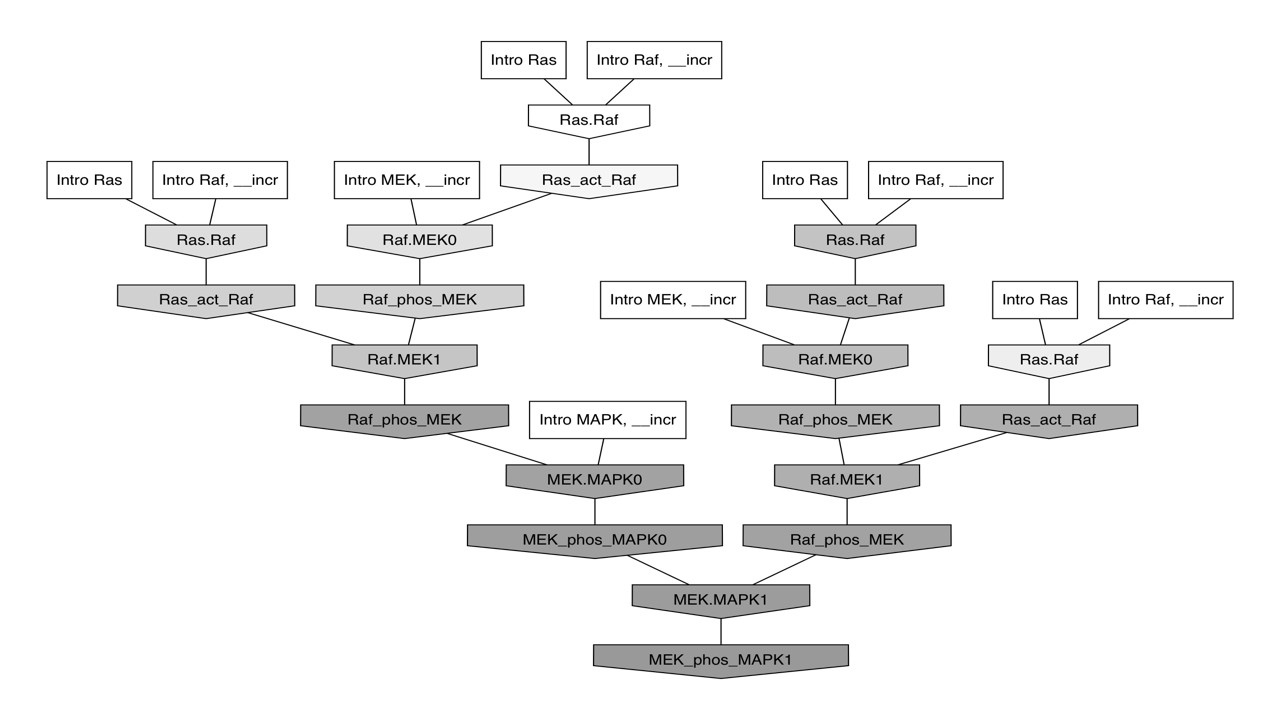 Intro Ras
Intro Raf, __incr
Ras.Raf
Intro Ras
Intro Raf, __incr
Intro MEK, __incr
Ras_act_Raf
Intro Ras
Intro Raf, __incr
Ras.Raf
Raf.MEK0
Ras.Raf
Ras_act_Raf
Raf_phos_MEK
Intro MEK, __incr
Ras_act_Raf
Intro Ras
Intro Raf, __incr
Raf.MEK1
Raf.MEK0
Ras.Raf
Raf_phos_MEK
Intro MAPK, __incr
Raf_phos_MEK
Ras_act_Raf
MEK.MAPK0
Raf.MEK1
MEK_phos_MAPK0
Raf_phos_MEK
MEK.MAPK1
MEK_phos_MAPK1